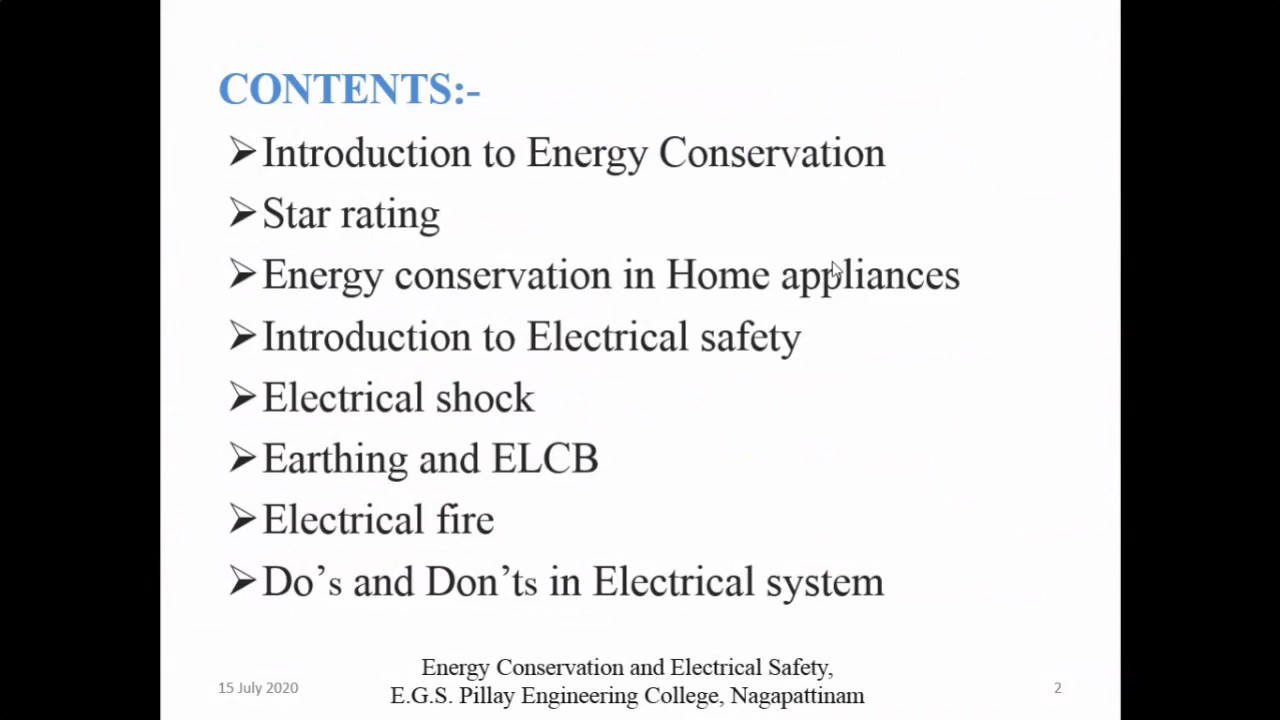 CONTENTS:-
➢Introduction to Energy Conservation
➢Star rating
➢Energy conservation in Home appliances
➢Introduction to Electrical safety
➢Electrical shock
➢Earthing and ELCB
➢Electrical fire
➢Do’s and Don’ts in Electrical system
Energy Conservation and Electrical Safety,
15 July 2020 E.G.S. Pillay Engineering College, Nagapattinam 2